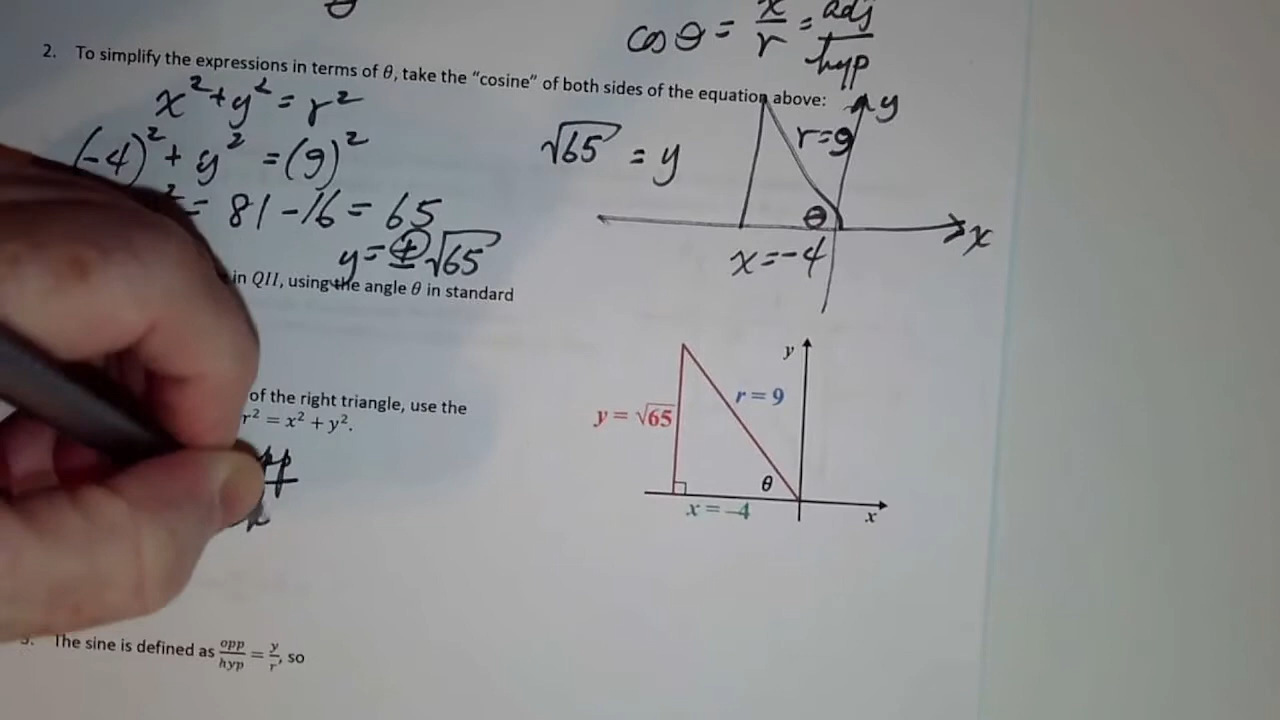 θ
cos θ = x/r = adj/hyp
2. To simplify the expressions in terms of θ, take the "cosine" of both sides of the equation above:
x² + y² = r²
(-4)² + y² = (9)²
² = 81 - 16 = 65
y = ± √65
√65 = y
y
r=9
θ
x
x=-4
in QII, using the angle θ in standard
y
r = 9
y = √65
θ
x = –4
x
of the right triangle, use the
r² = x² + y².
The sine is defined as opp/hyp = y/r, so